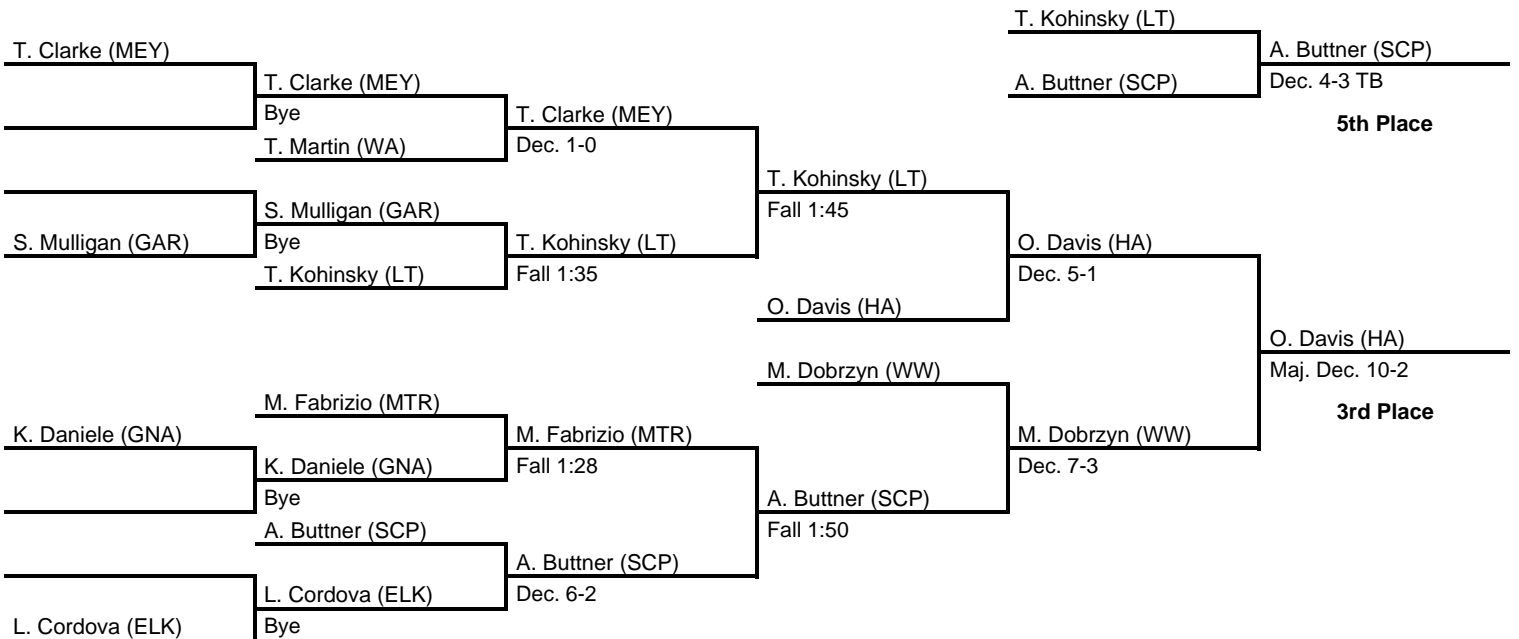 T. Kohinsky (LT)
A. Buttner (SCP)
A. Buttner (SCP)
Dec. 4-3 TB
5th Place
T. Clarke (MEY)
T. Clarke (MEY)
Bye
T. Martin (WA)
T. Clarke (MEY)
Dec. 1-0
S. Mulligan (GAR)
S. Mulligan (GAR)
Bye
T. Kohinsky (LT)
T. Kohinsky (LT)
Fall 1:35
T. Kohinsky (LT)
Fall 1:45
O. Davis (HA)
O. Davis (HA)
Dec. 5-1
M. Dobrzyn (WW)
O. Davis (HA)
Maj. Dec. 10-2
3rd Place
M. Fabrizio (MTR)
K. Daniele (GNA)
K. Daniele (GNA)
Bye
M. Fabrizio (MTR)
Fall 1:28
M. Dobrzyn (WW)
Dec. 7-3
A. Buttner (SCP)
Fall 1:50
A. Buttner (SCP)
A. Buttner (SCP)
Dec. 6-2
L. Cordova (ELK)
L. Cordova (ELK)
Bye